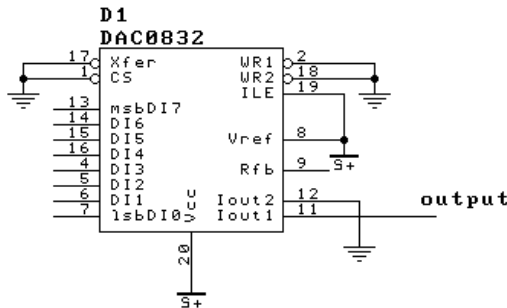 D1
DAC0832
17 Xfer WR1 2
1 CS WR2 18
ILE 19
13 msbDI7
14 DI6
15 DI5 Vref 8
16 DI4
4 DI3 Rfb 9
5 DI2
6 DI1 Iout2 12
7 lsbDI0 Iout1 11
VCC
20
output
5+
5+